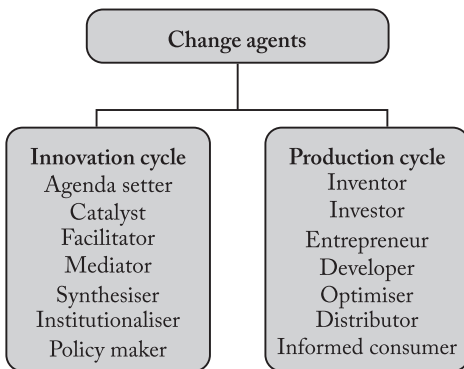 Change agents
Innovation cycle
Agenda setter
Catalyst
Facilitator
Mediator
Synthesiser
Institutionaliser
Policy maker
Production cycle
Inventor
Investor
Entrepreneur
Developer
Optimiser
Distributor
Informed consumer